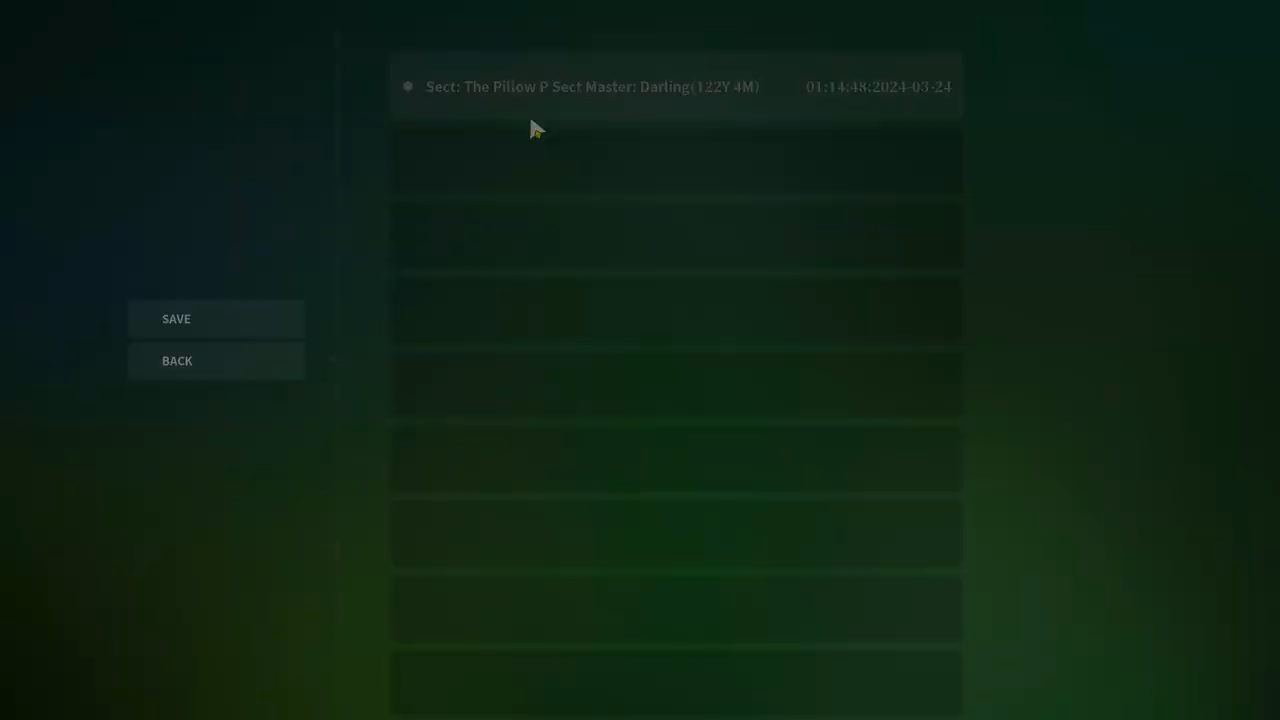 Sect: The Pillow P Sect Master: Darling(122Y 4M) 01:14:48:2024-03-24
SAVE
BACK